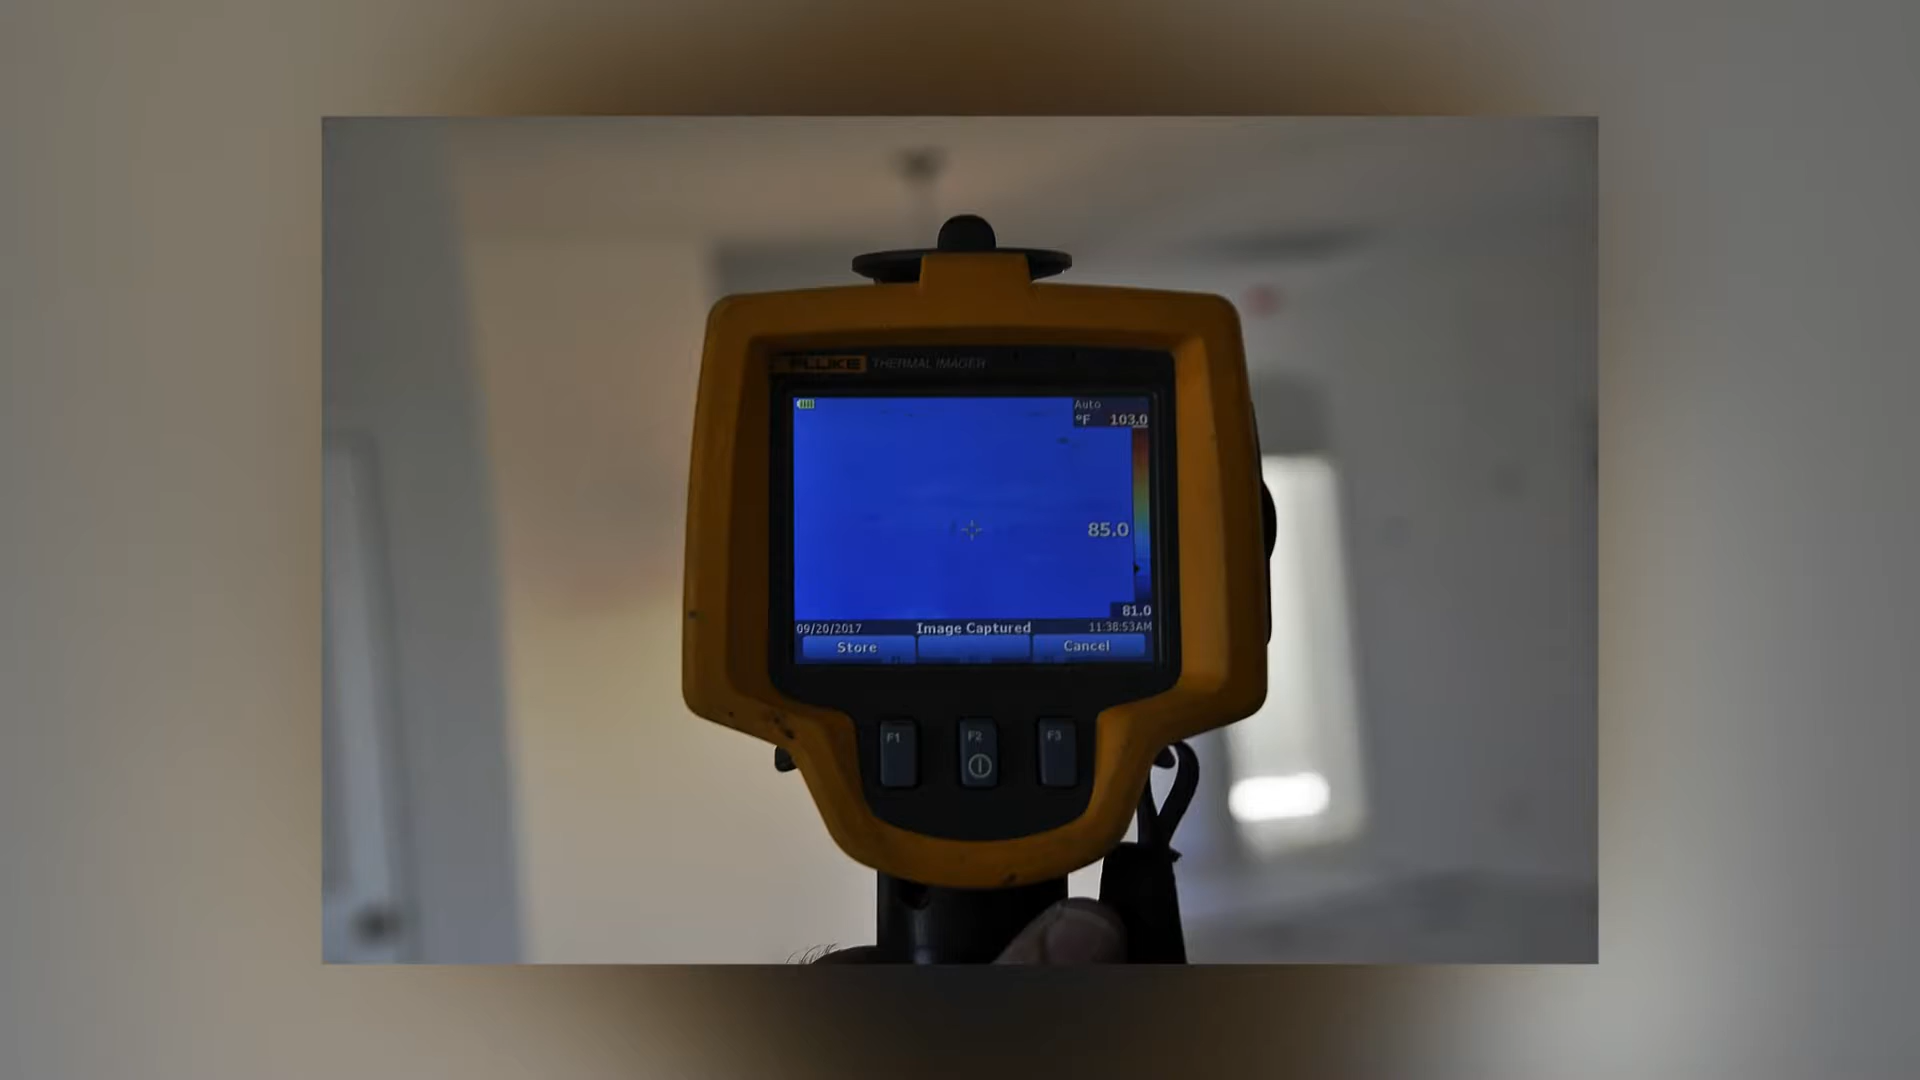 FLUKE THERMAL IMAGER
Auto
°F 103.0
85.0
81.0
09/20/2017 Image Captured 11:38:53AM
Store Cancel
F1 F2 F3